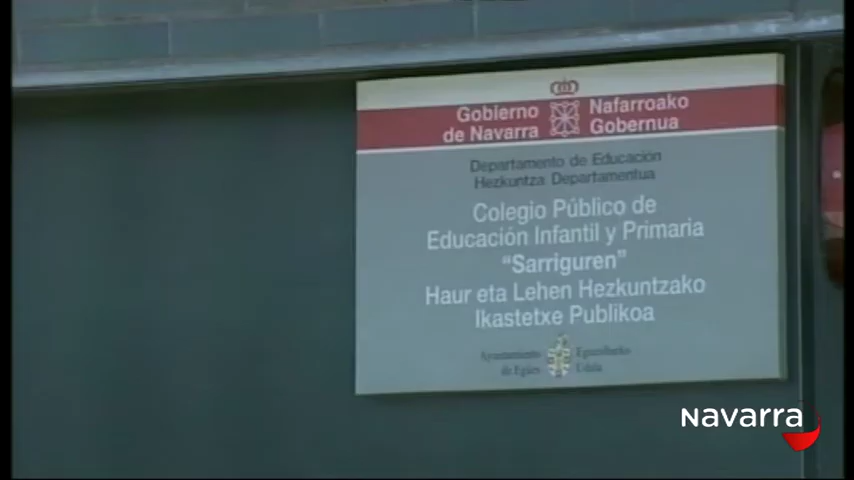 Gobierno
de Navarra
Nafarroako
Gobernua
Departamento de Educación
Hezkuntza Departamentua
Colegio Público de
Educación Infantil y Primaria
“Sarriguren”
Haur eta Lehen Hezkuntzako
Ikastetxe Publikoa
Ayuntamiento
de Egüés
Eguesibarko
Udala
Navarra